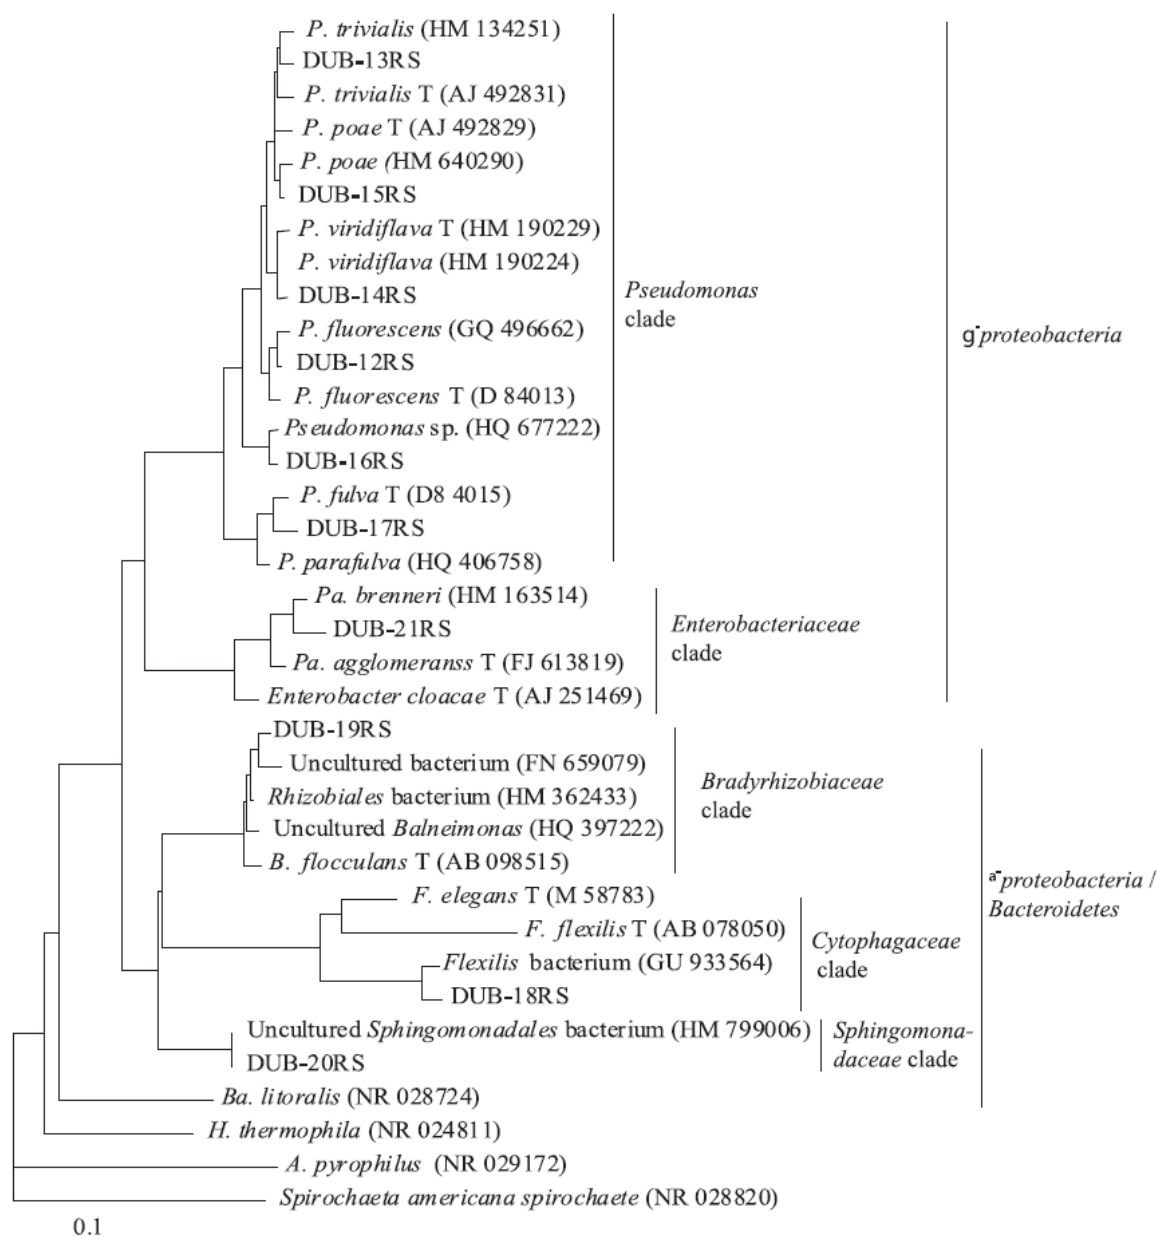 P. trivialis (HM 134251)
DUB-13RS
P. trivialis T (AJ 492831)
P. poae T (AJ 492829)
P. poae (HM 640290)
DUB-15RS
P. viridiflava T (HM 190229)
P. viridiflava (HM 190224)
DUB-14RS
P. fluorescens (GQ 496662)
DUB-12RS
P. fluorescens T (D 84013)
Pseudomonas sp. (HQ 677222)
DUB-16RS
P. fulva T (D8 4015)
DUB-17RS
P. parafulva (HQ 406758)
Pseudomonas
clade
Pa. brenneri (HM 163514)
DUB-21RS
Pa. agglomeranss T (FJ 613819)
Enterobacter cloacae T (AJ 251469)
Enterobacteriaceae
clade
g-proteobacteria
DUB-19RS
Uncultured bacterium (FN 659079)
Rhizobiales bacterium (HM 362433)
Uncultured Balneimonas (HQ 397222)
B. flocculans T (AB 098515)
Bradyrhizobiaceae
clade
F. elegans T (M 58783)
F. flexilis T (AB 078050)
Flexilis bacterium (GU 933564)
DUB-18RS
Cytophagaceae
clade
Uncultured Sphingomonadales bacterium (HM 799006)
DUB-20RS
Sphingomona-
daceae clade
a-proteobacteria /
Bacteroidetes
Ba. litoralis (NR 028724)
H. thermophila (NR 024811)
A. pyrophilus (NR 029172)
Spirochaeta americana spirochaete (NR 028820)
0.1